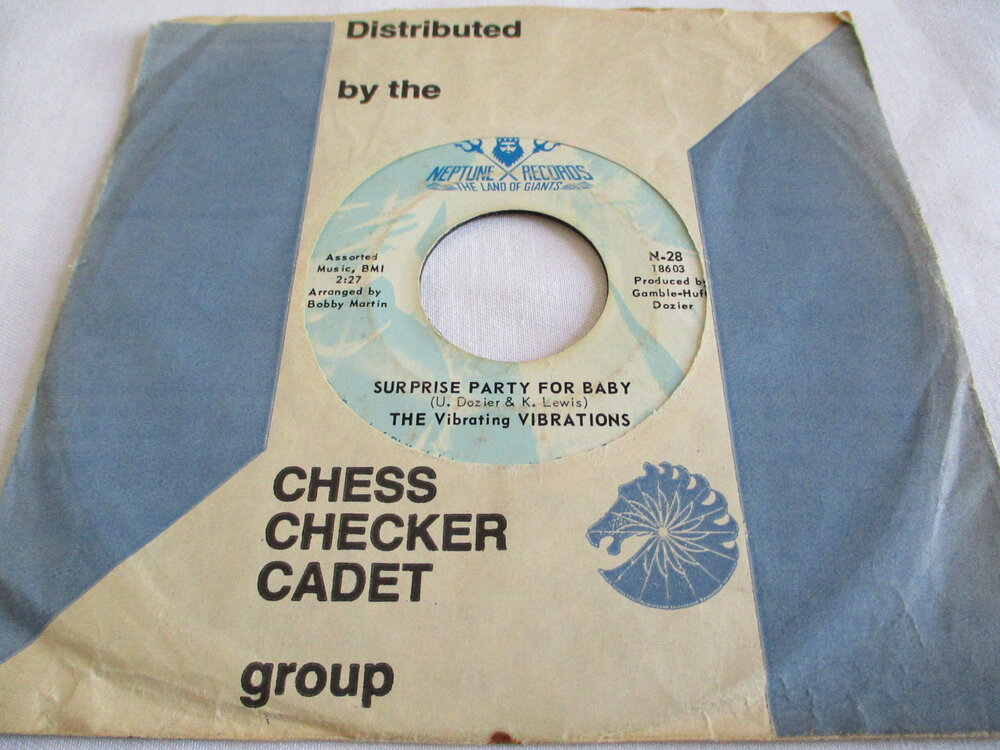 Distributed
by the
NEPTUNE RECORDS
"THE LAND OF GIANTS"
Assorted
Music, BMI
2:27
Arranged by
Bobby Martin
N-28
18603
Produced by
Gamble-Huff
Dozier
SURPRISE PARTY FOR BABY
(U. Dozier & K. Lewis)
THE Vibrating VIBRATIONS
CHESS
CHECKER
CADET
group